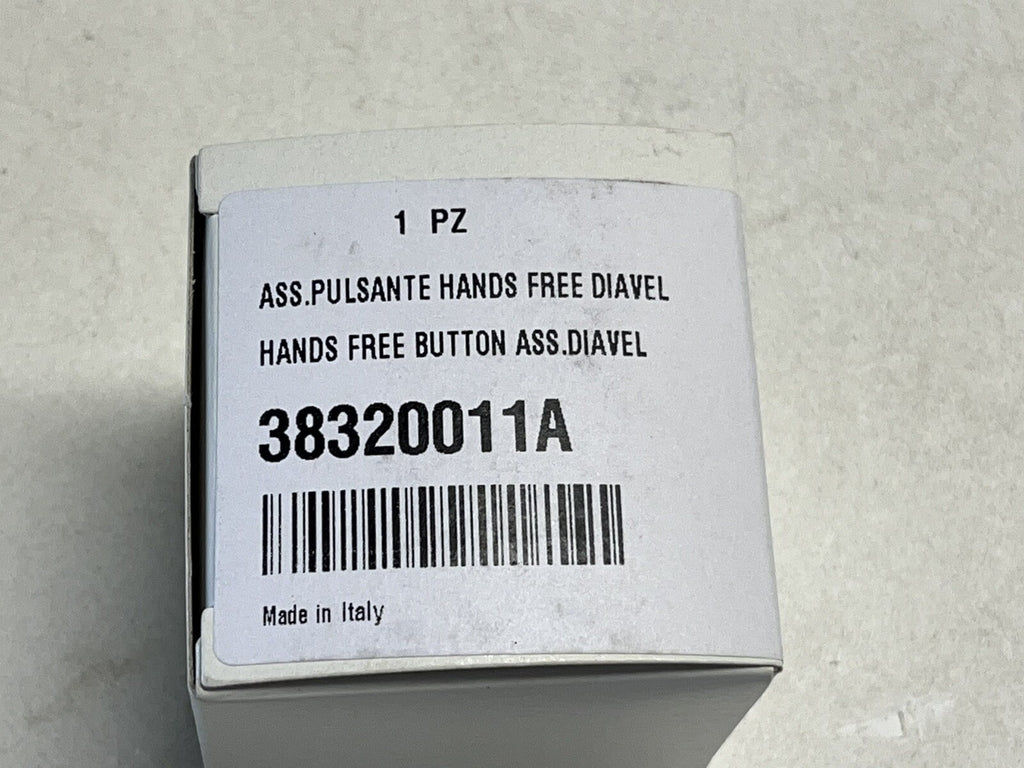 1 PZ
ASS.PULSANTE HANDS FREE DIAVEL
HANDS FREE BUTTON ASS.DIAVEL
38320011A
Made in Italy